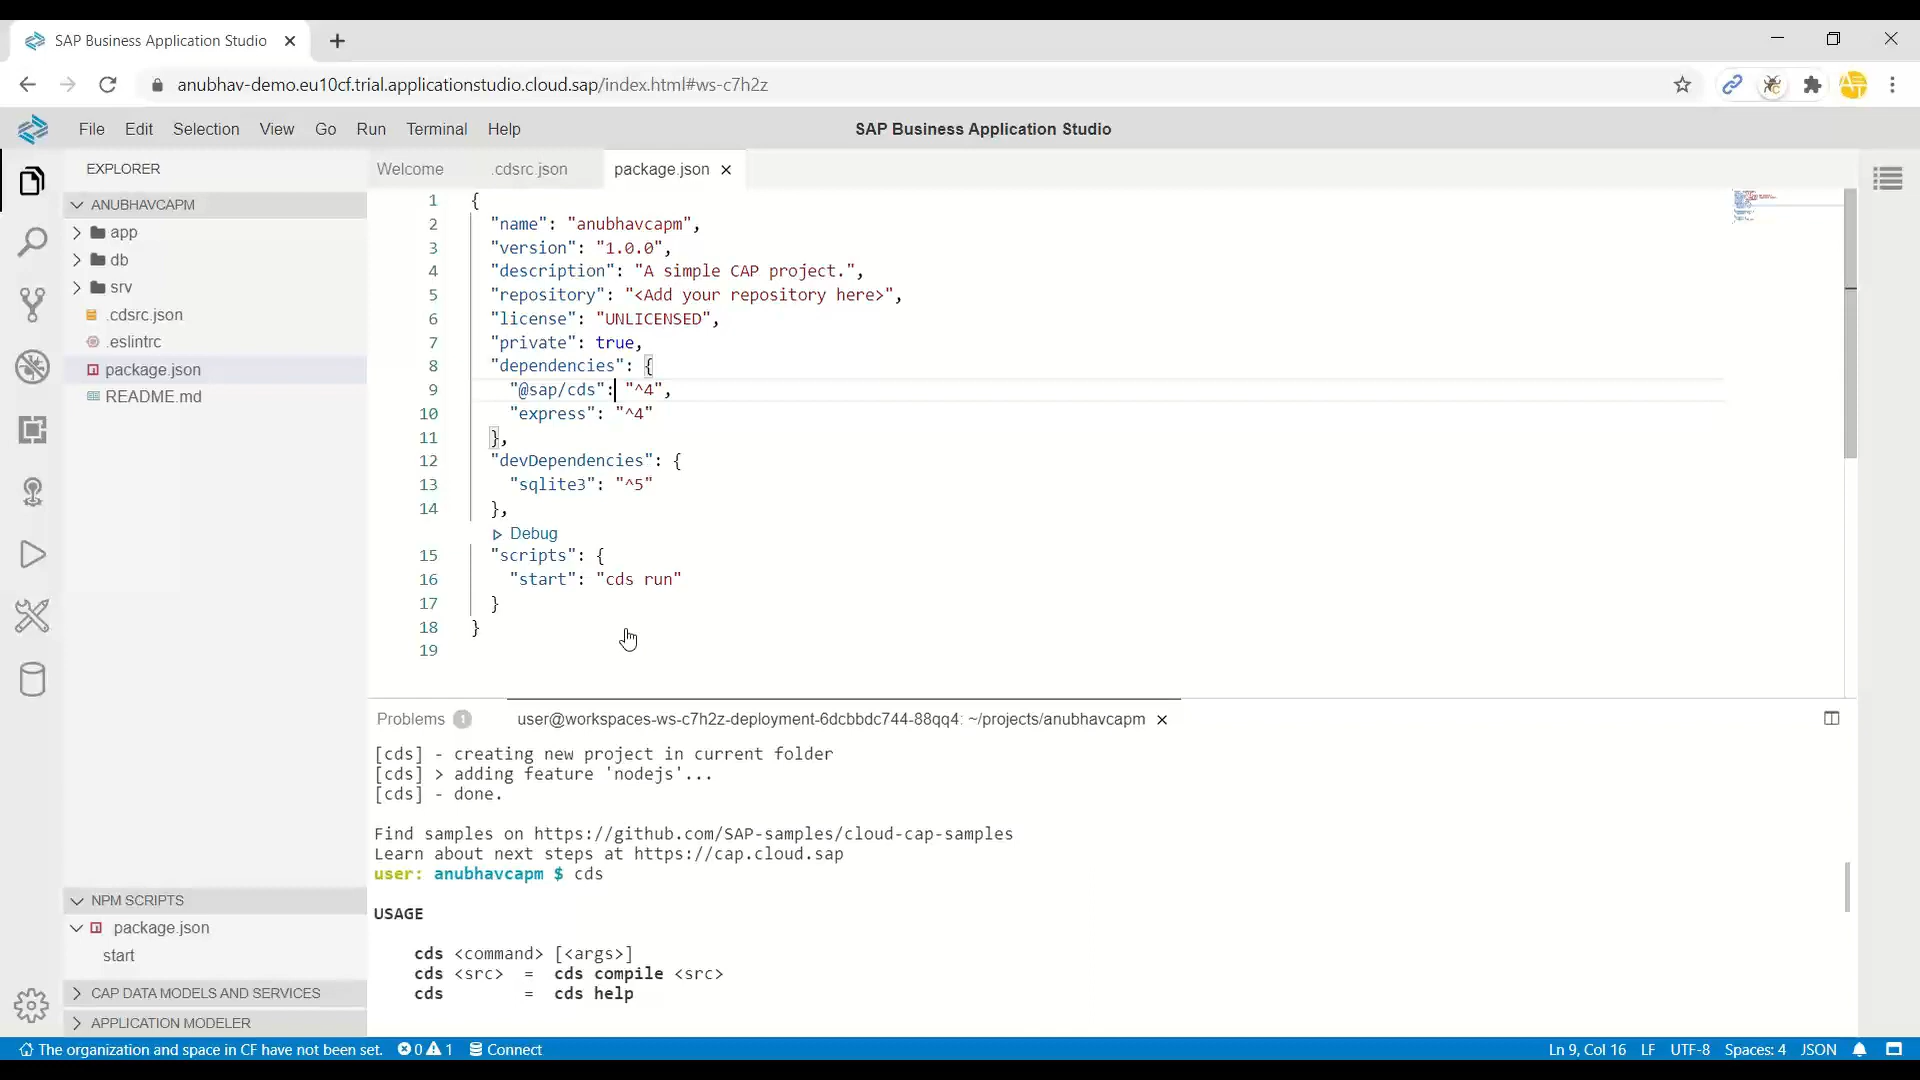 SAP Business Application Studio
anubhav-demo.eu10cf.trial.applicationstudio.cloud.sap/index.html#ws-c7h2z
File Edit Selection View Go Run Terminal Help
SAP Business Application Studio
EXPLORER
ANUBHAVCAPM
app
db
srv
.cdsrc.json
.eslintrc
package.json
README.md
NPM SCRIPTS
package.json
start
CAP DATA MODELS AND SERVICES
APPLICATION MODELER
Welcome .cdsrc.json package.json
1 {
2 "name": "anubhavcapm",
3 "version": "1.0.0",
4 "description": "A simple CAP project.",
5 "repository": "<Add your repository here>",
6 "license": "UNLICENSED",
7 "private": true,
8 "dependencies": {
9 "@sap/cds": "^4",
10 "express": "^4"
11 },
12 "devDependencies": {
13 "sqlite3": "^5"
14 },
Debug
15 "scripts": {
16 "start": "cds run"
17 }
18 }
19
Problems 1 user@workspaces-ws-c7h2z-deployment-6dcbbdc744-88qq4: ~/projects/anubhavcapm
[cds] - creating new project in current folder
[cds] > adding feature 'nodejs'...
[cds] - done.
Find samples on https://github.com/SAP-samples/cloud-cap-samples
Learn about next steps at https://cap.cloud.sap
user: anubhavcapm $ cds
USAGE
cds <command> [<args>]
cds <src> = cds compile <src>
cds = cds help
The organization and space in CF have not been set. 0 1 Connect Ln 9, Col 16 LF UTF-8 Spaces: 4 JSON